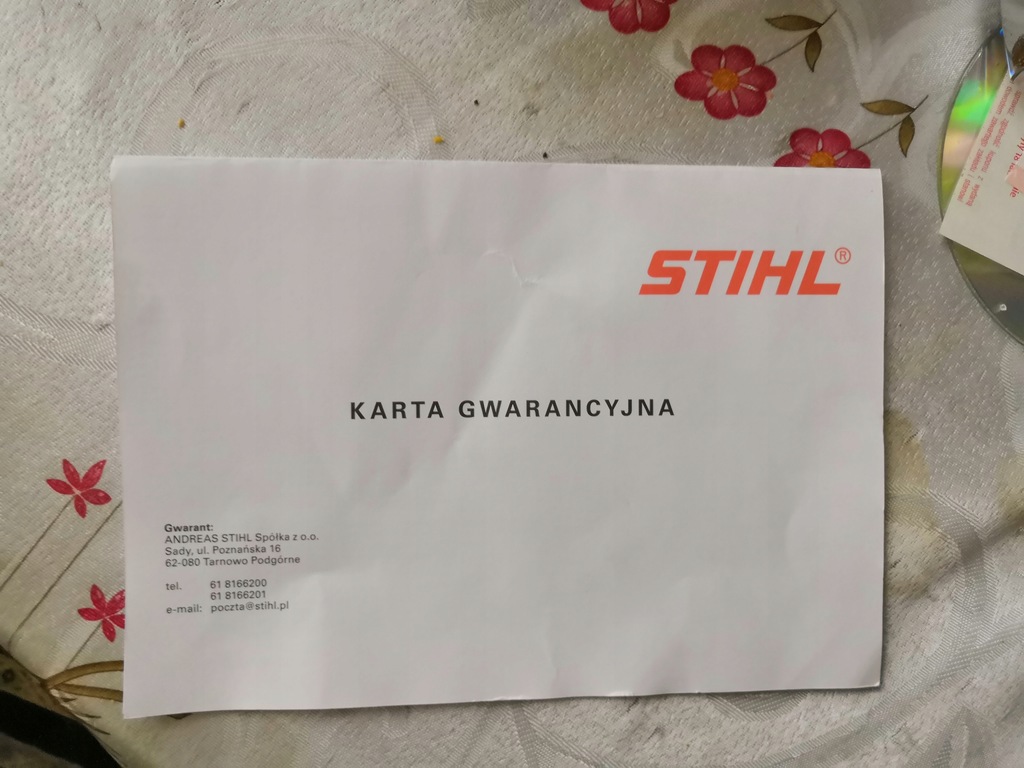 STIHL®
KARTA GWARANCYJNA
Gwarant:
ANDREAS STIHL Spółka z o.o.
Sady, ul. Poznańska 16
62-080 Tarnowo Podgórne
tel. 61 8166200
61 8166201
e-mail: poczta@stihl.pl